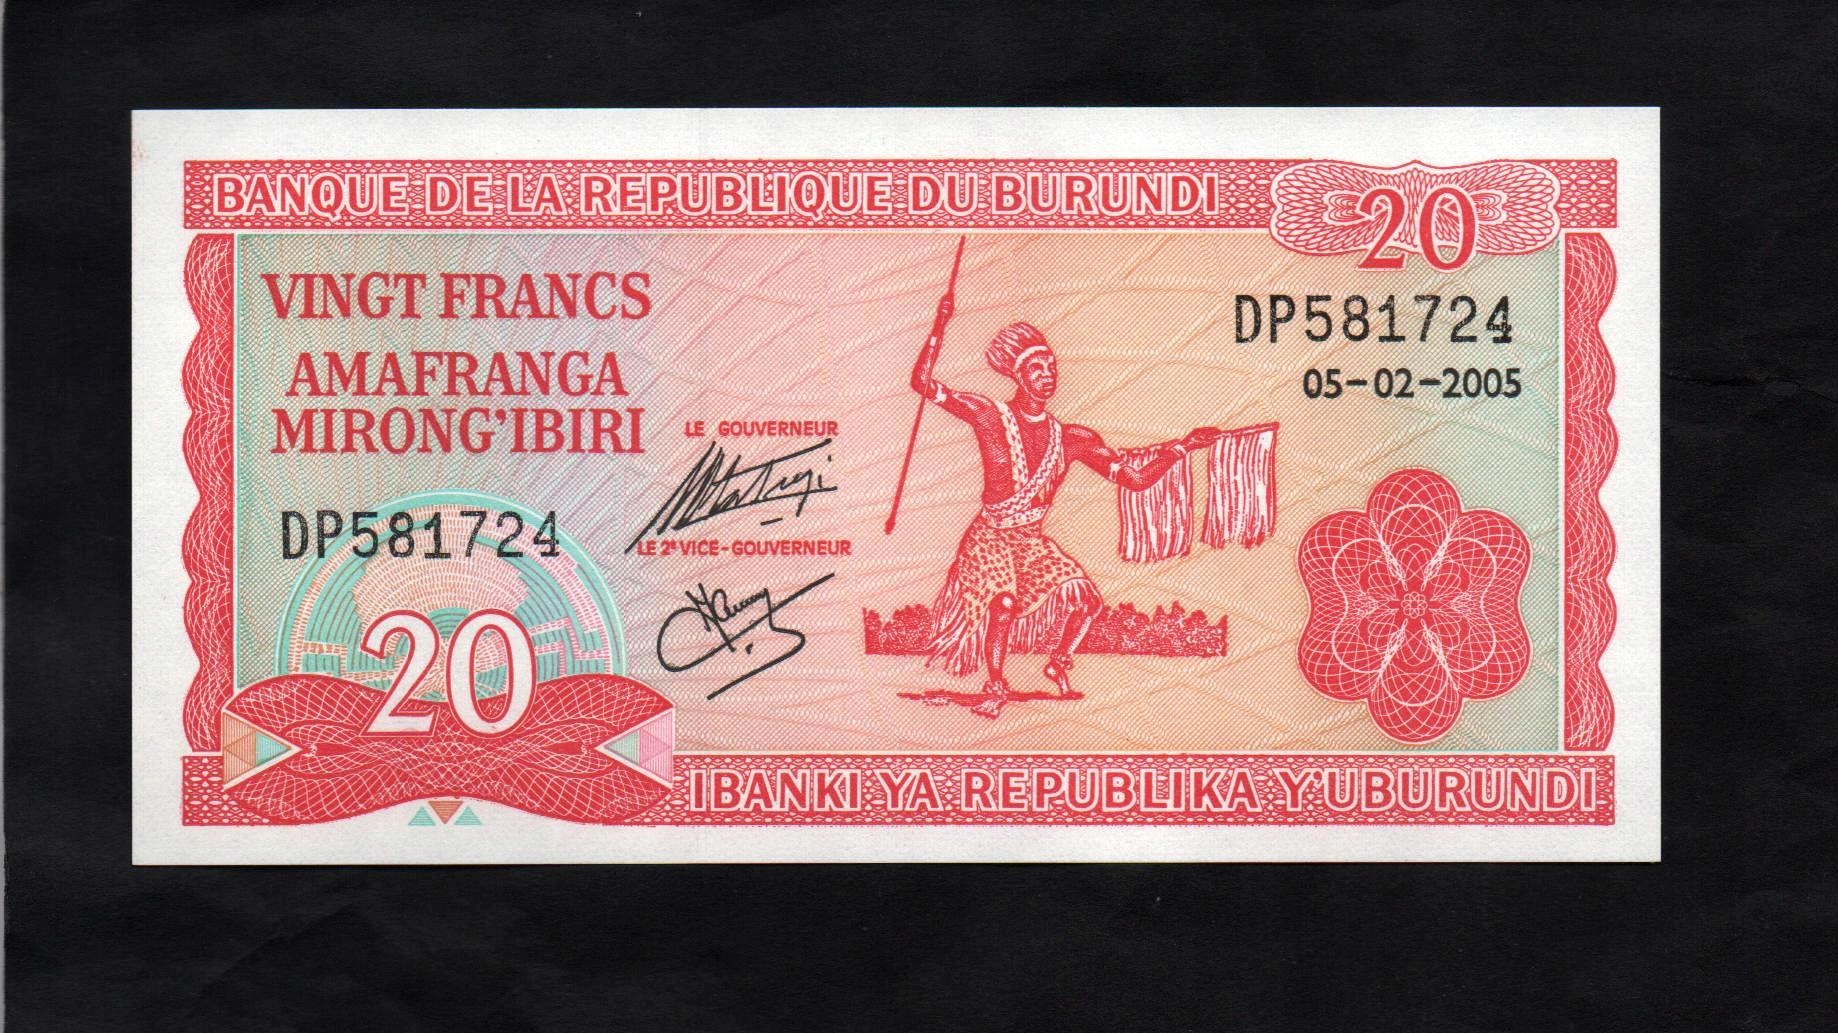 BANQUE DE LA REPUBLIQUE DU BURUNDI
20
VINGT FRANCS
AMAFRANGA
MIRONG'IBIRI
DP581724
05-02-2005
LE GOUVERNEUR
DP581724
LE 2e VICE-GOUVERNEUR
20
IBANKI YA REPUBLIKA Y'UBURUNDI